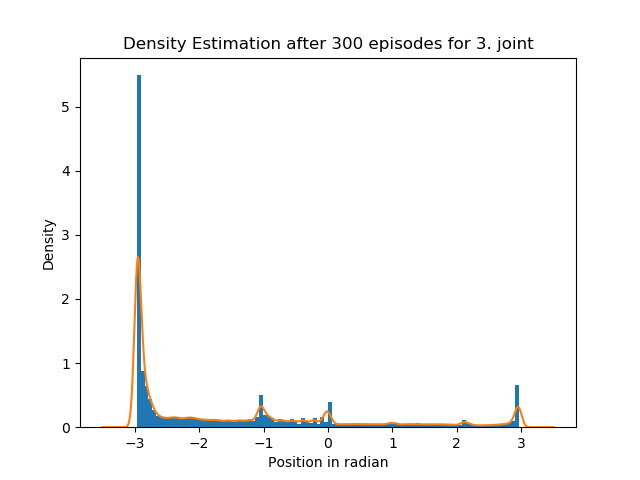 Density Estimation after 300 episodes for 3. joint
5
4
3
2
1
0
Density
−3 −2 −1 0 1 2 3
Position in radian